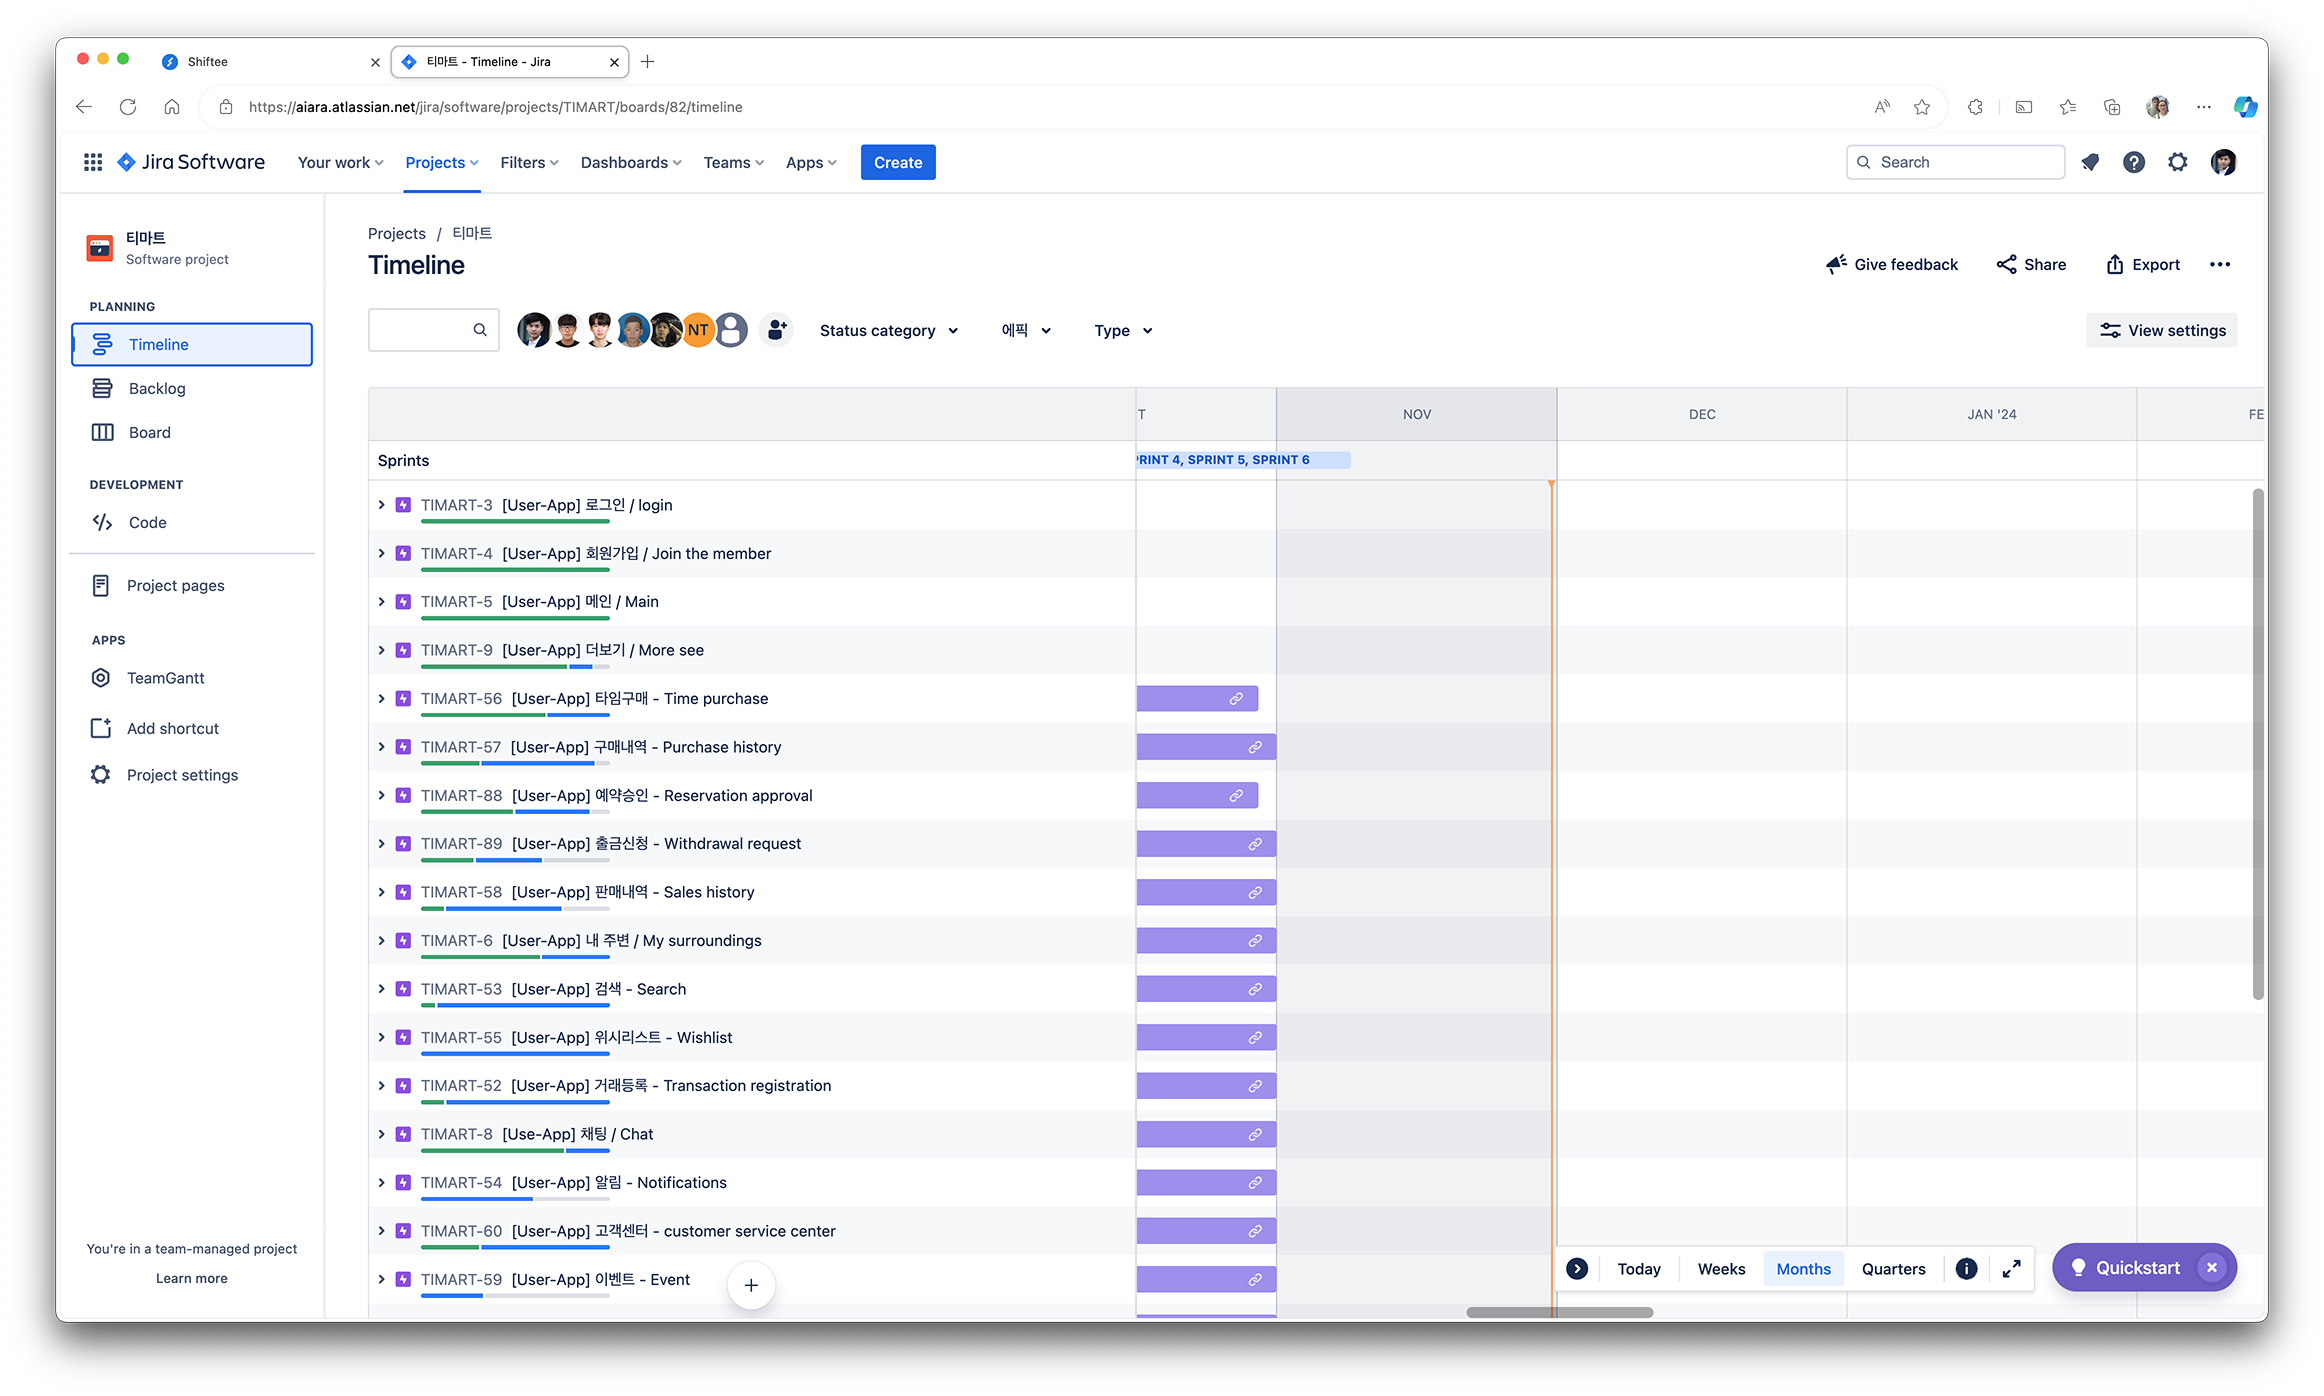 Shiftee
티마트 - Timeline - Jira
https://aiara.atlassian.net/jira/software/projects/TIMART/boards/82/timeline
Jira Software
Your work
Projects
Filters
Dashboards
Teams
Apps
Create
Search
티마트
Software project
PLANNING
Timeline
Backlog
Board
DEVELOPMENT
Code
Project pages
APPS
TeamGantt
Add shortcut
Project settings
You're in a team-managed project
Learn more
Projects / 티마트
Timeline
Give feedback
Share
Export
NT
Status category
에픽
Type
View settings
T
NOV
DEC
JAN '24
FE
Sprints
PRINT 4, SPRINT 5, SPRINT 6
TIMART-3 [User-App] 로그인 / login
TIMART-4 [User-App] 회원가입 / Join the member
TIMART-5 [User-App] 메인 / Main
TIMART-9 [User-App] 더보기 / More see
TIMART-56 [User-App] 타임구매 - Time purchase
TIMART-57 [User-App] 구매내역 - Purchase history
TIMART-88 [User-App] 예약승인 - Reservation approval
TIMART-89 [User-App] 출금신청 - Withdrawal request
TIMART-58 [User-App] 판매내역 - Sales history
TIMART-6 [User-App] 내 주변 / My surroundings
TIMART-53 [User-App] 검색 - Search
TIMART-55 [User-App] 위시리스트 - Wishlist
TIMART-52 [User-App] 거래등록 - Transaction registration
TIMART-8 [Use-App] 채팅 / Chat
TIMART-54 [User-App] 알림 - Notifications
TIMART-60 [User-App] 고객센터 - customer service center
TIMART-59 [User-App] 이벤트 - Event
Today
Weeks
Months
Quarters
Quickstart